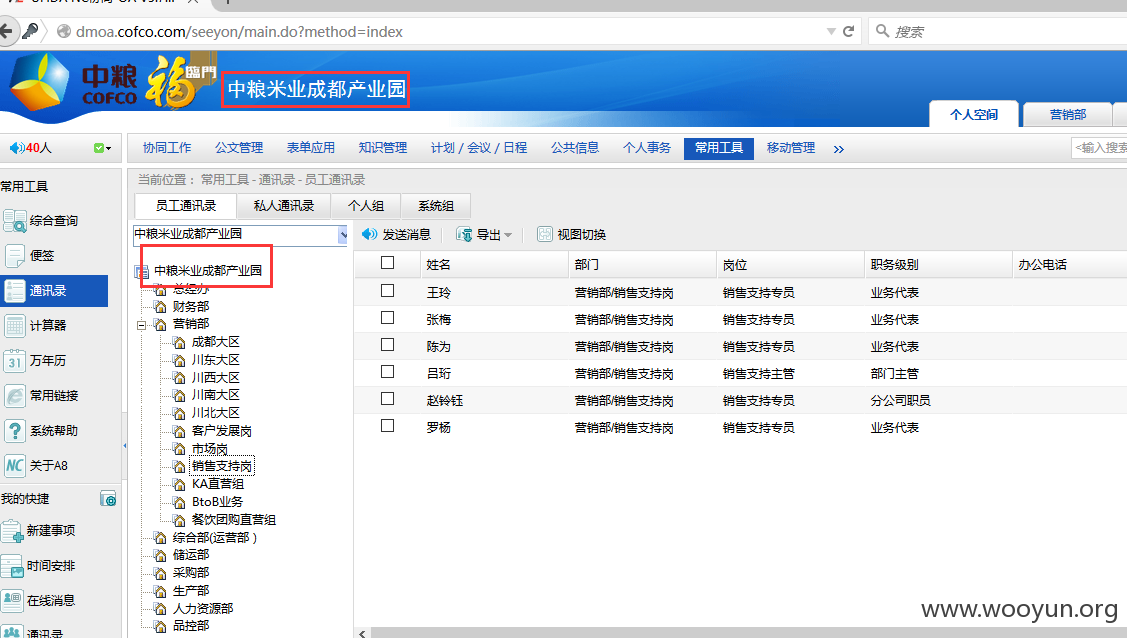 dmoa.cofco.com/seeyon/main.do?method=index
搜索
中粮
COFCO
福
臨門
中粮米业成都产业园
个人空间
营销部
40人
协同工作
公文管理
表单应用
知识管理
计划 / 会议 / 日程
公共信息
个人事务
常用工具
移动管理
»
<输入搜索
常用工具
当前位置： 常用工具 - 通讯录 - 员工通讯录
综合查询
便签
通讯录
计算器
31
万年历
常用链接
系统帮助
NC
关于A8
我的快捷
新建事项
时间安排
在线消息
通讯录
员工通讯录
私人通讯录
个人组
系统组
中粮米业成都产业园
发送消息
导出
视图切换
中粮米业成都产业园
总经办
财务部
营销部
成都大区
川东大区
川西大区
川南大区
川北大区
客户发展岗
市场岗
销售支持岗
KA直营组
BtoB业务
餐饮团购直营组
综合部(运营部）
储运部
采购部
生产部
人力资源部
品控部
姓名 部门 岗位 职务级别 办公电话
王玲 营销部/销售支持岗 销售支持专员 业务代表
张梅 营销部/销售支持岗 销售支持专员 业务代表
陈为 营销部/销售支持岗 销售支持专员 业务代表
吕珩 营销部/销售支持岗 销售支持主管 部门主管
赵铃钰 营销部/销售支持岗 销售支持专员 分公司职员
罗杨 营销部/销售支持岗 销售支持专员 业务代表
www.wooyun.org